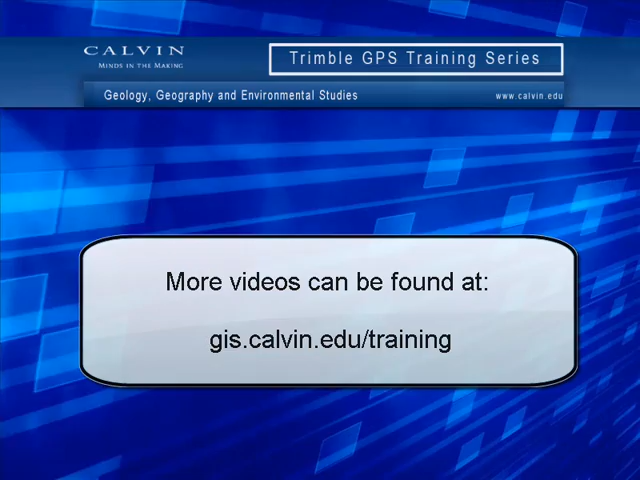 CALVIN
MINDS IN THE MAKING
Trimble GPS Training Series
Geology, Geography and Environmental Studies
www.calvin.edu
More videos can be found at:
gis.calvin.edu/training